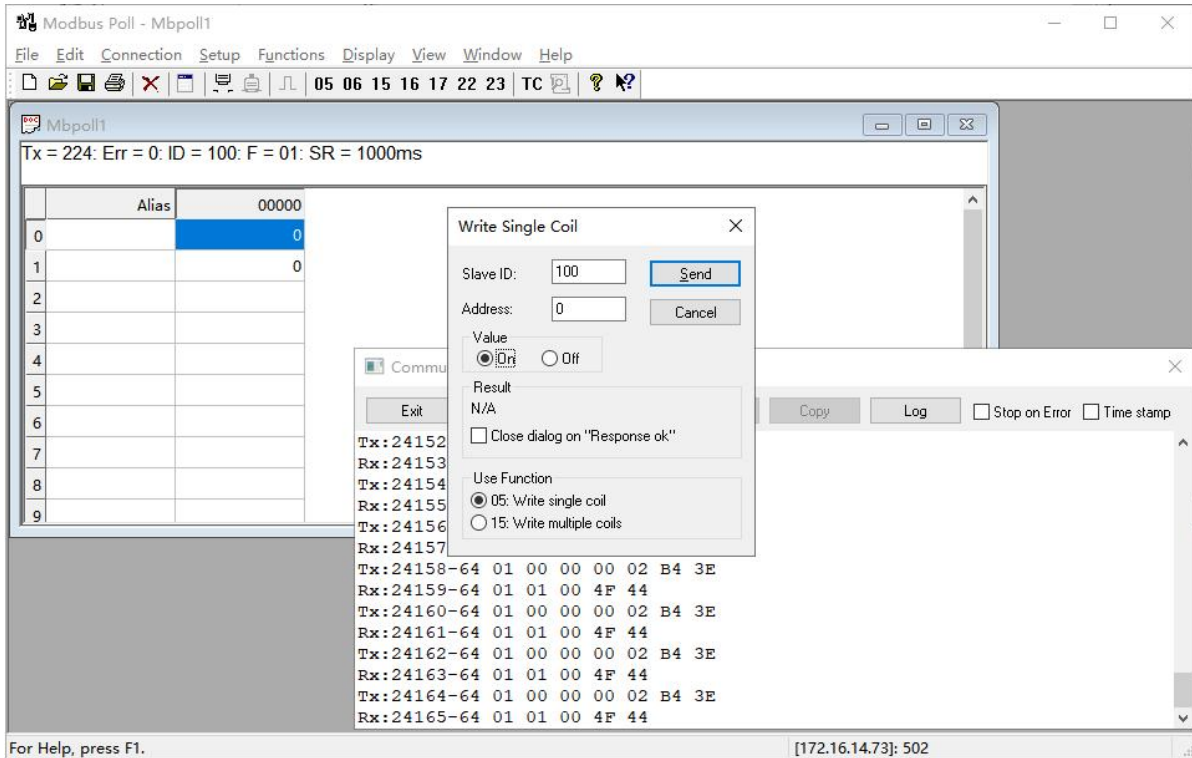 Modbus Poll - Mbpoll1
File Edit Connection Setup Functions Display View Window Help
05 06 15 16 17 22 23 TC
Mbpoll1
Tx = 224: Err = 0: ID = 100: F = 01: SR = 1000ms
Alias 00000
0 0
1 0
2
3
4
5
6
7
8
9
Write Single Coil
Slave ID: 100 Send
Address: 0 Cancel
Value
On Off
Result
N/A
Close dialog on "Response ok"
Use Function
05: Write single coil
15: Write multiple coils
Commu
Exit Copy Log Stop on Error Time stamp
Tx:24152
Rx:24153
Tx:24154
Rx:24155
Tx:24156
Rx:24157
Tx:24158-64 01 00 00 00 02 B4 3E
Rx:24159-64 01 01 00 4F 44
Tx:24160-64 01 00 00 00 02 B4 3E
Rx:24161-64 01 01 00 4F 44
Tx:24162-64 01 00 00 00 02 B4 3E
Rx:24163-64 01 01 00 4F 44
Tx:24164-64 01 00 00 00 02 B4 3E
Rx:24165-64 01 01 00 4F 44
For Help, press F1.
[172.16.14.73]: 502